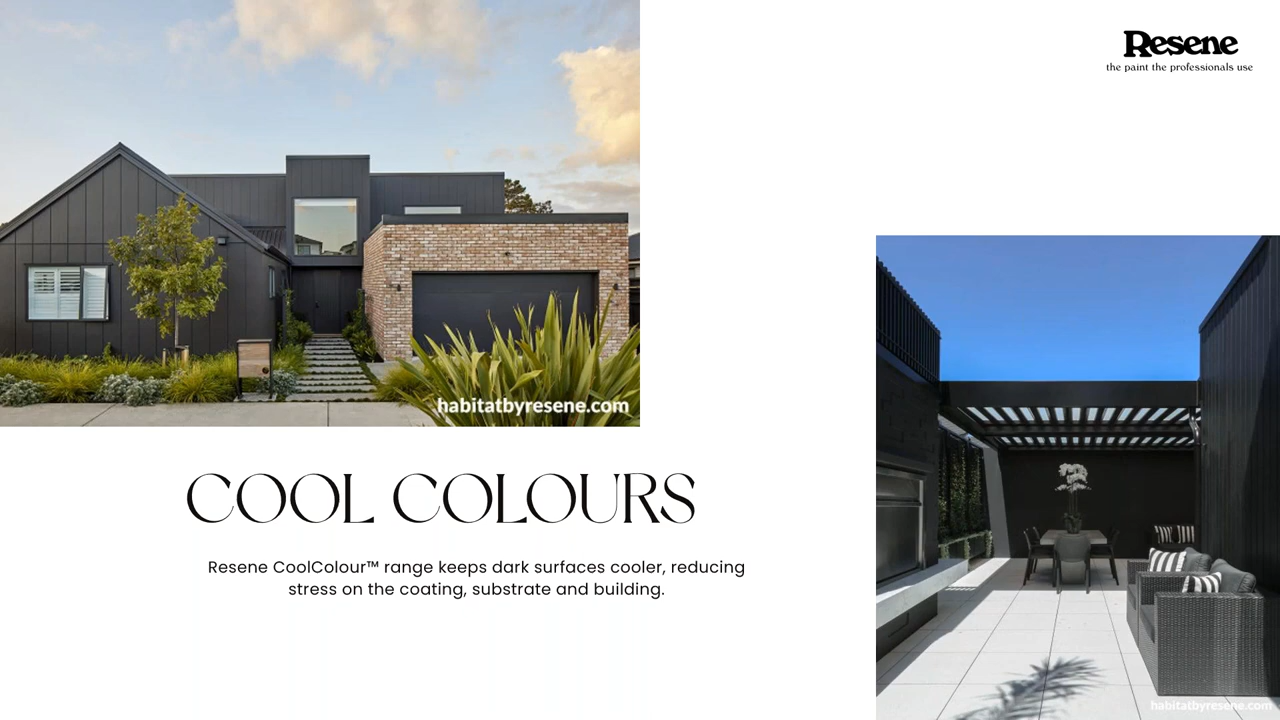 Resene
the paint the professionals use
habitatbyresene.com
COOL COLOURS
Resene CoolColour™ range keeps dark surfaces cooler, reducing
stress on the coating, substrate and building.
habitatbyresene.com